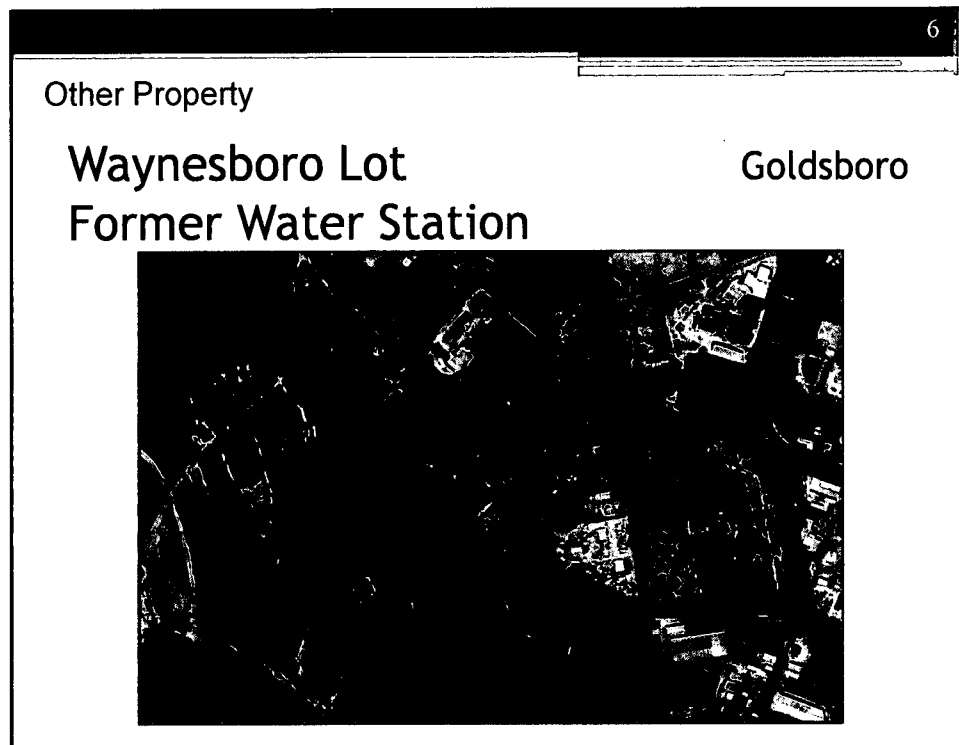 6
Other Property
Waynesboro Lot
Goldsboro
Former Water Station